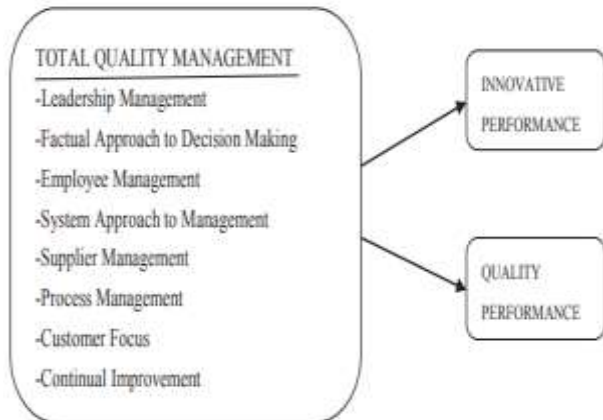 TOTAL QUALITY MANAGEMENT
-Leadership Management
-Factual Approach to Decision Making
-Employee Management
-System Approach to Management
-Supplier Management
-Process Management
-Customer Focus
-Continual Improvement
INNOVATIVE
PERFORMANCE
QUALITY
PERFORMANCE